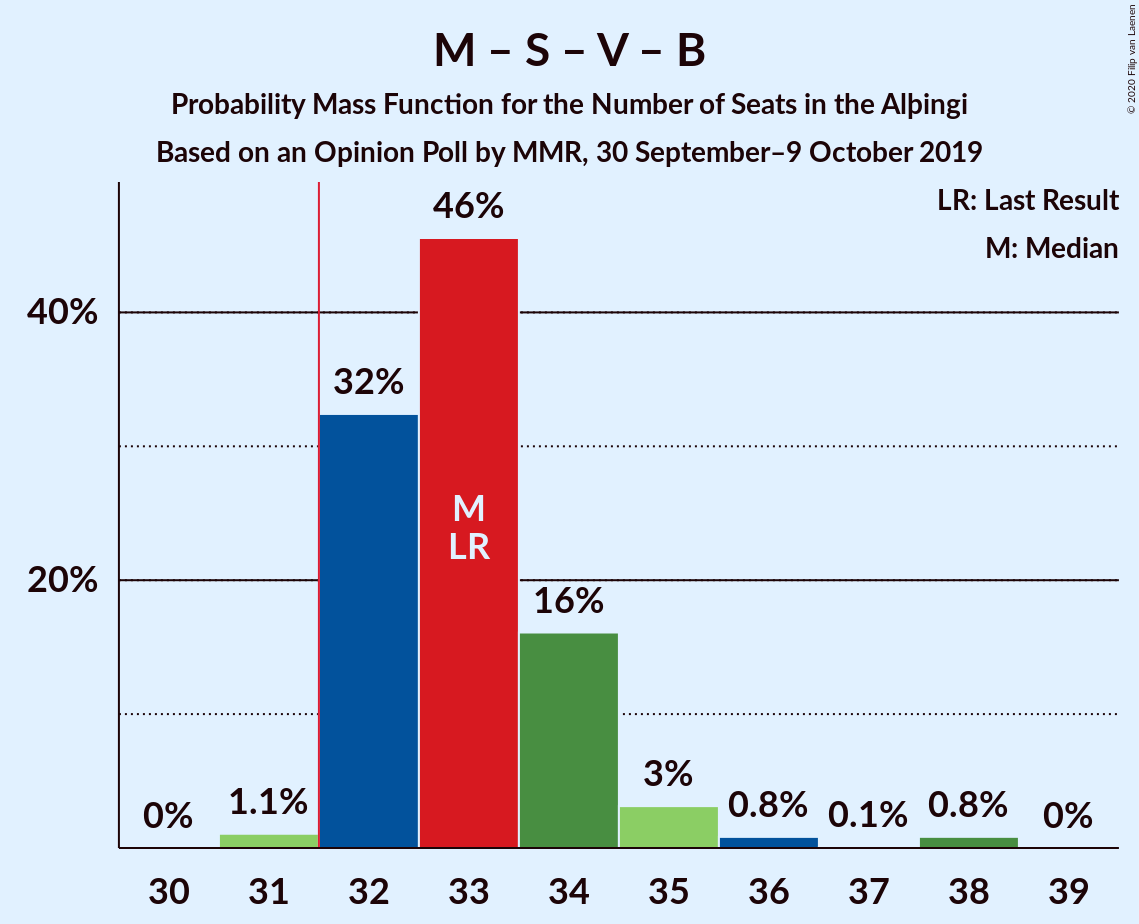 M – S – V – B
Probability Mass Function for the Number of Seats in the Alþingi
Based on an Opinion Poll by MMR, 30 September–9 October 2019
© 2020 Filip van Laenen
LR: Last Result
M: Median
40%
20%
0%
1.1%
32%
46%
16%
3%
0.8%
0.1%
0.8%
0%
M
LR
30 31 32 33 34 35 36 37 38 39